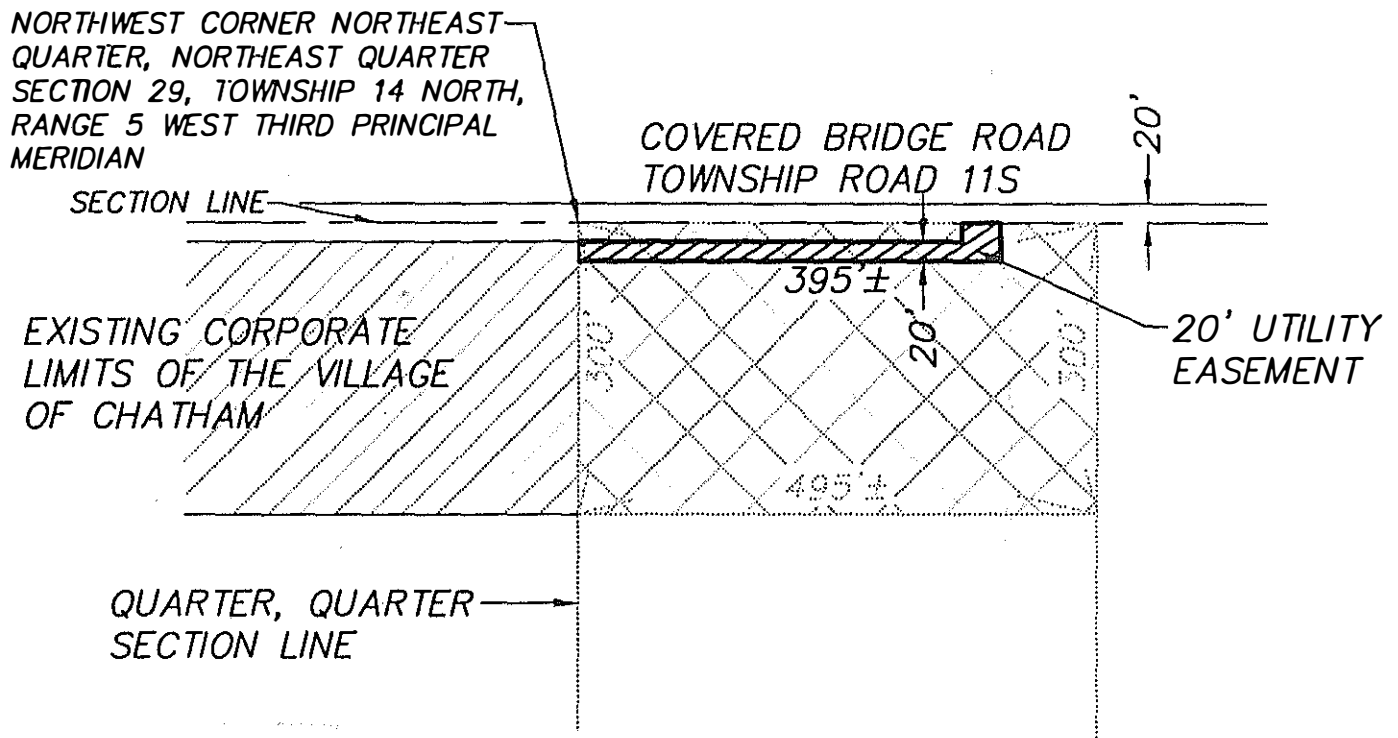 NORTHWEST CORNER NORTHEAST
QUARTER, NORTHEAST QUARTER
SECTION 29, TOWNSHIP 14 NORTH,
RANGE 5 WEST THIRD PRINCIPAL
MERIDIAN
SECTION LINE
COVERED BRIDGE ROAD
TOWNSHIP ROAD 11S
20'
395'±
20'
300'
300'
20' UTILITY
EASEMENT
EXISTING CORPORATE
LIMITS OF THE VILLAGE
OF CHATHAM
495'±
QUARTER, QUARTER
SECTION LINE